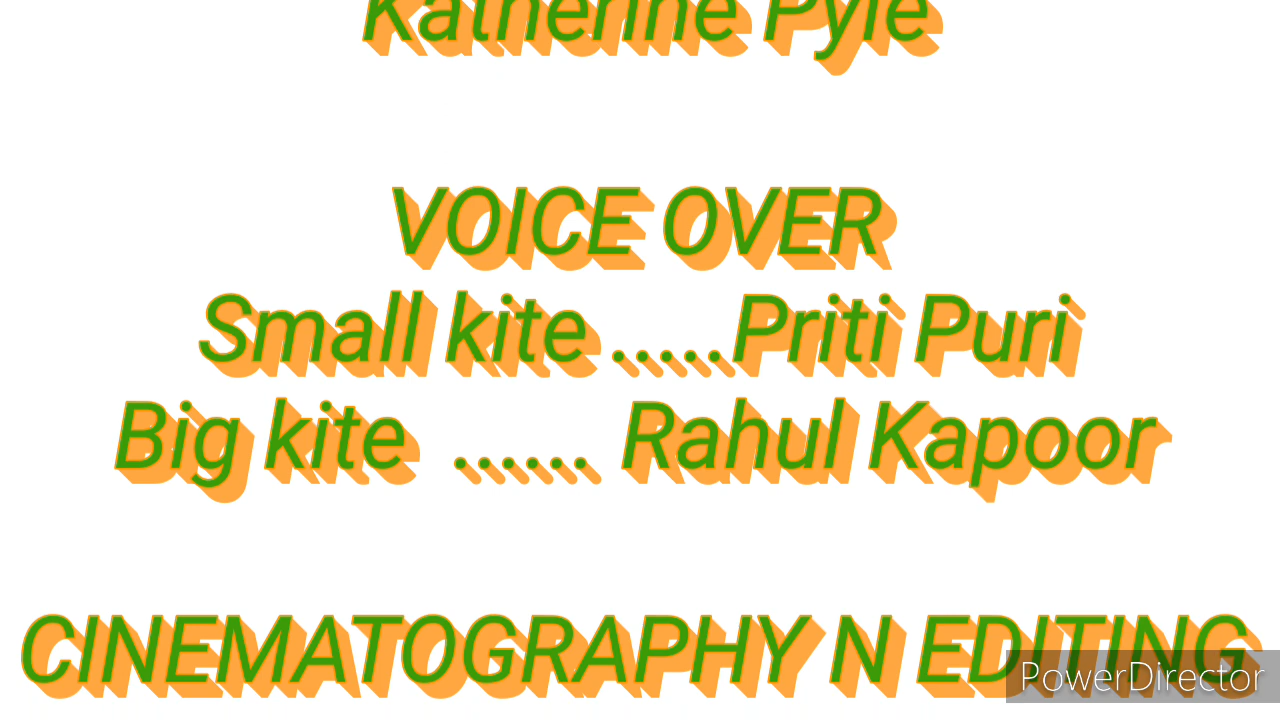 Katherine Pyle
VOICE OVER
Small kite .....Priti Puri
Big kite ...... Rahul Kapoor
CINEMATOGRAPHY N EDITING
PowerDirector